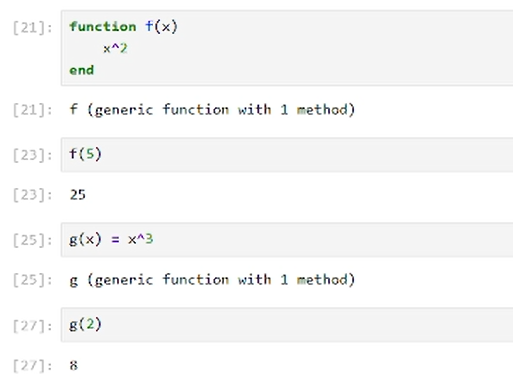 [21]: function f(x)
    x^2
end
[21]: f (generic function with 1 method)
[23]: f(5)
[23]: 25
[25]: g(x) = x^3
[25]: g (generic function with 1 method)
[27]: g(2)
[27]: 8